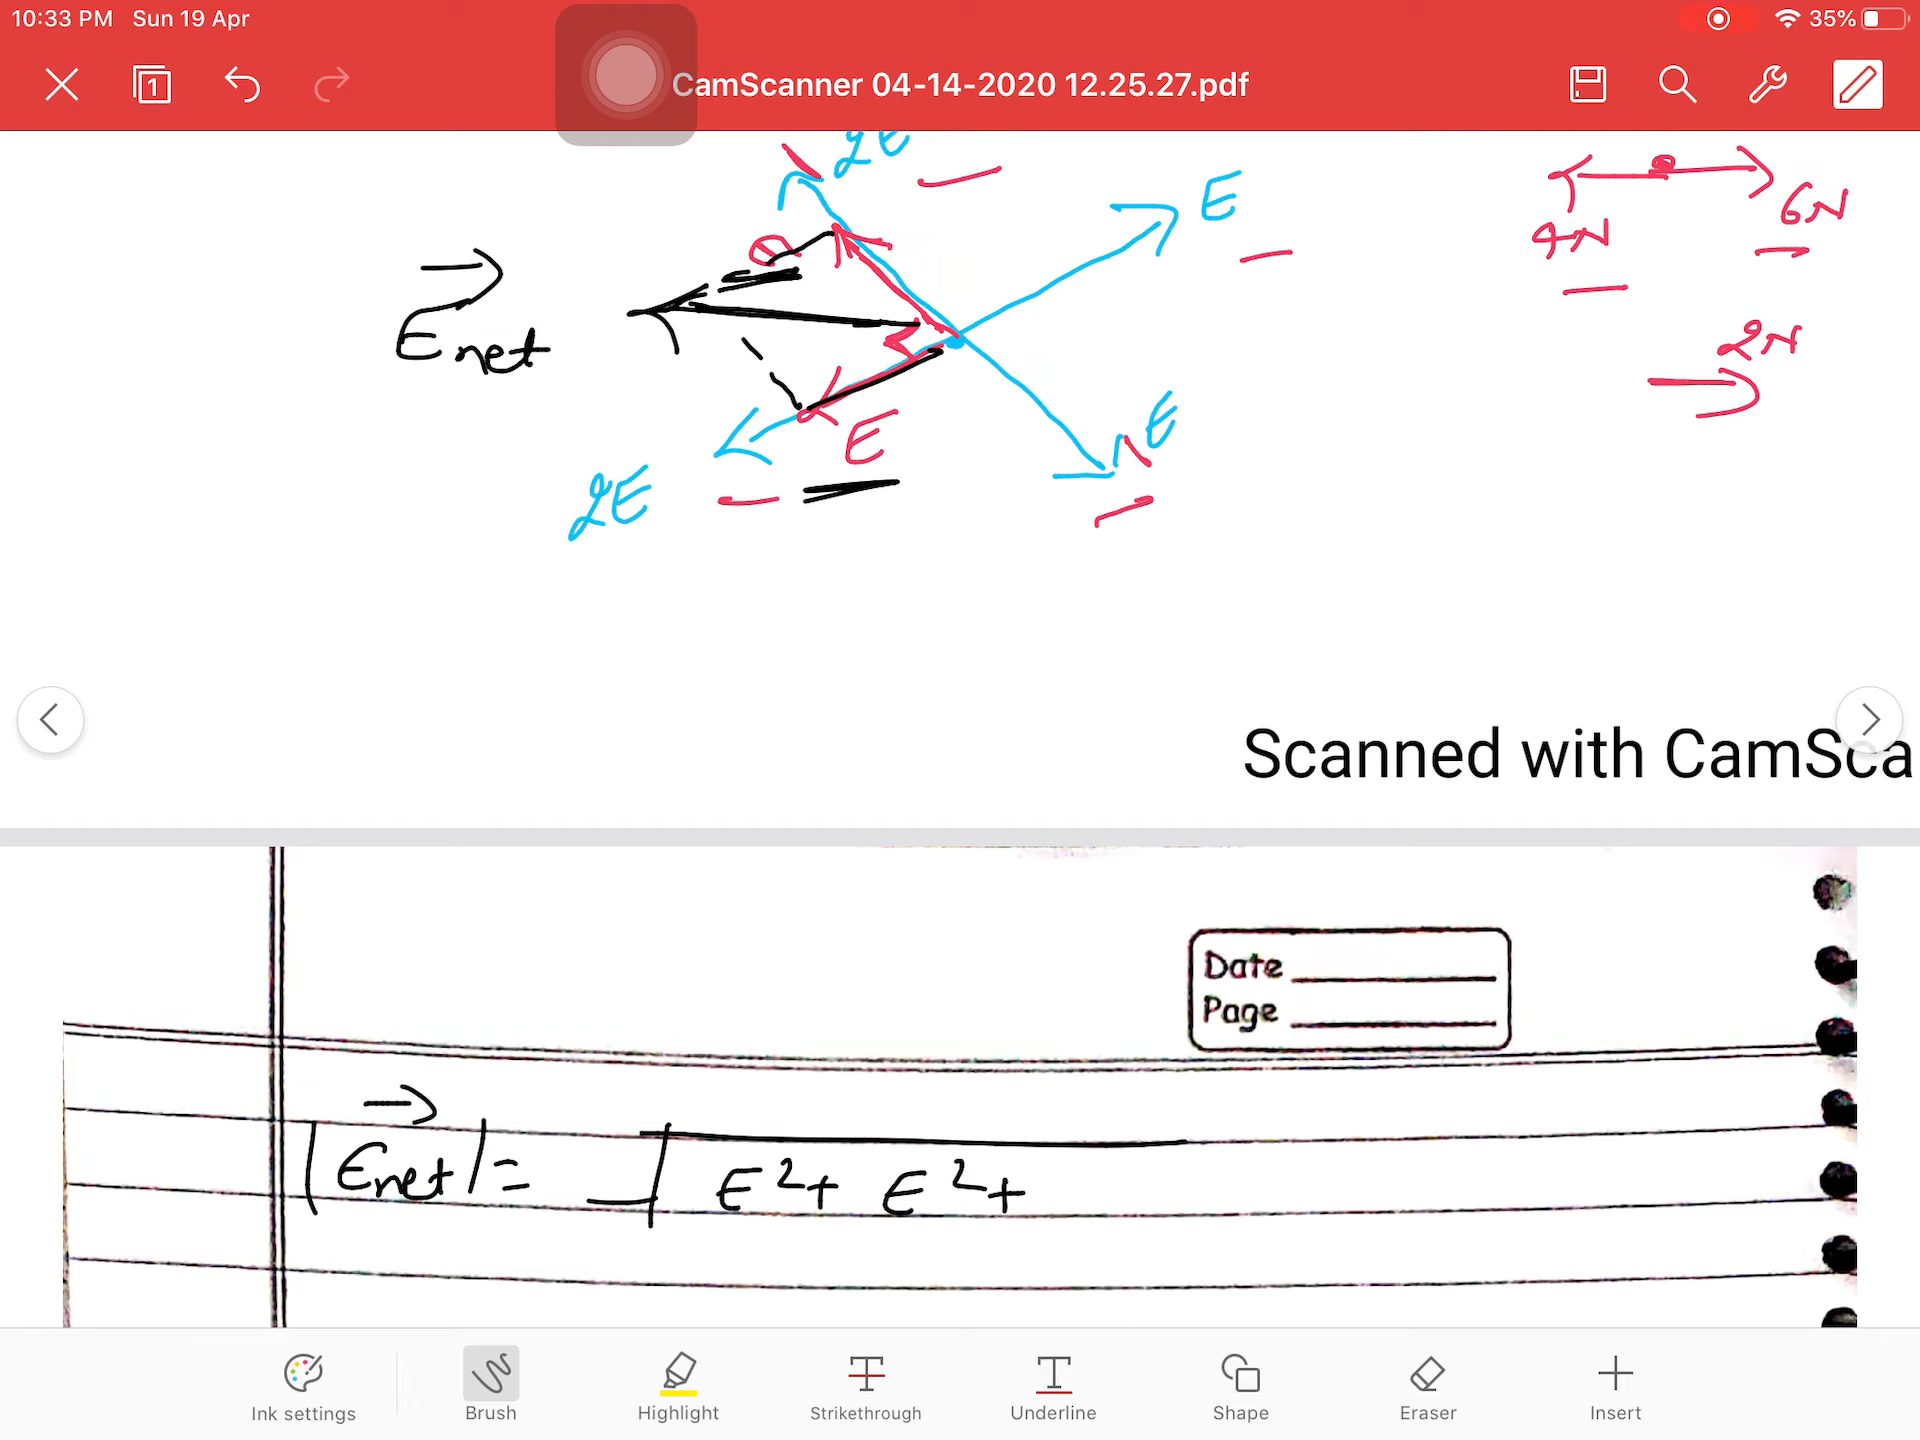 10:33 PM Sun 19 Apr
35%
1
CamScanner 04-14-2020 12.25.27.pdf
2E
E
6N
4N
Enet
2N
E
E
2E
Scanned with CamSca
Date
Page
|Enet| = √ E² + E² +
Ink settings
Brush
Highlight
Strikethrough
Underline
Shape
Eraser
Insert